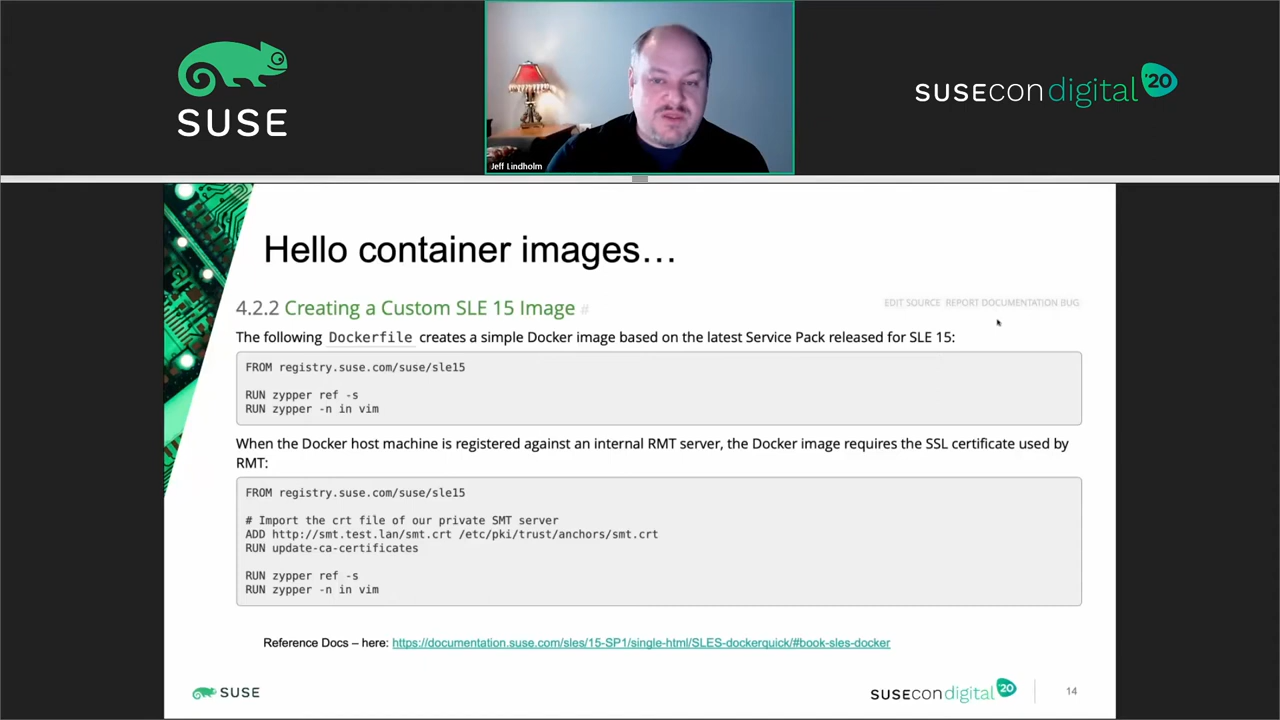 SUSE
SUSEcon digital '20
Jeff Lindholm
Hello container images…
4.2.2 Creating a Custom SLE 15 Image #
EDIT SOURCE REPORT DOCUMENTATION BUG
The following Dockerfile creates a simple Docker image based on the latest Service Pack released for SLE 15:
FROM registry.suse.com/suse/sle15
RUN zypper ref -s
RUN zypper -n in vim
When the Docker host machine is registered against an internal RMT server, the Docker image requires the SSL certificate used by
RMT:
FROM registry.suse.com/suse/sle15
# Import the crt file of our private SMT server
ADD http://smt.test.lan/smt.crt /etc/pki/trust/anchors/smt.crt
RUN update-ca-certificates
RUN zypper ref -s
RUN zypper -n in vim
Reference Docs – here: https://documentation.suse.com/sles/15-SP1/single-html/SLES-dockerquick/#book-sles-docker
SUSE
SUSEcon digital '20
14